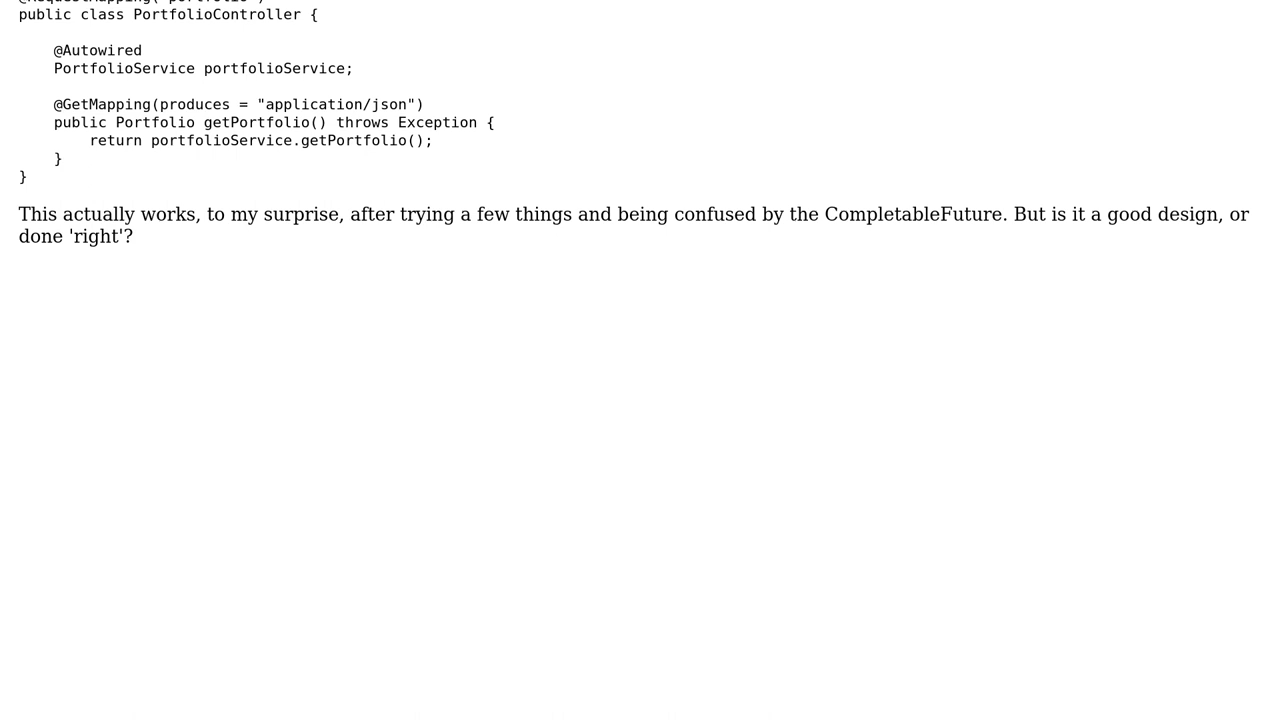 public class PortfolioController {
@Autowired
PortfolioService portfolioService;
@GetMapping(produces = "application/json")
public Portfolio getPortfolio() throws Exception {
return portfolioService.getPortfolio();
}
}
This actually works, to my surprise, after trying a few things and being confused by the CompletableFuture. But is it a good design, or
done 'right'?